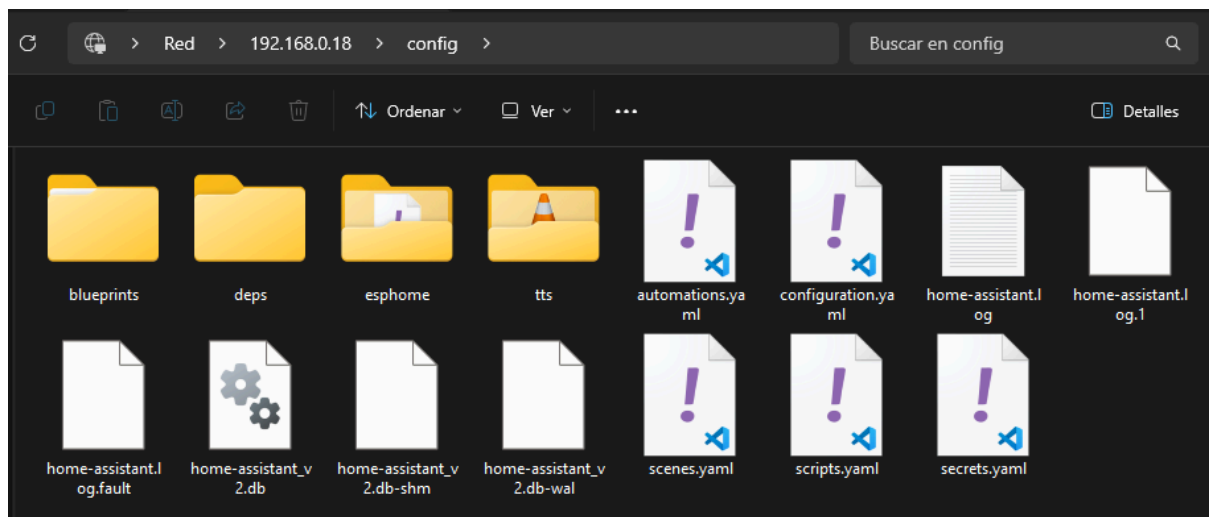 Red > 192.168.0.18 > config >
Buscar en config
Ordenar
Ver
Detalles
blueprints
deps
esphome
tts
automations.ya
ml
configuration.ya
ml
home-assistant.l
og
home-assistant.l
og.1
home-assistant.l
og.fault
home-assistant_v
2.db
home-assistant_v
2.db-shm
home-assistant_v
2.db-wal
scenes.yaml
scripts.yaml
secrets.yaml